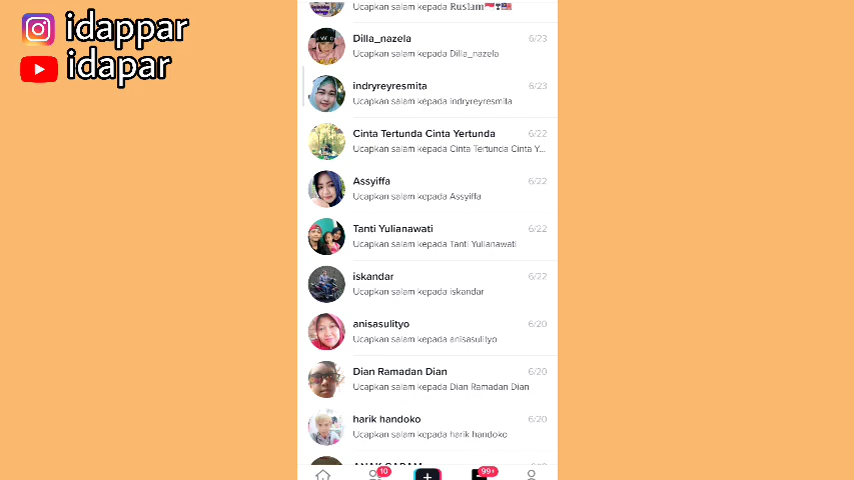 idappar
idapar
Ucapkan salam kepada Ruslam
Dilla_nazela 6/23
Ucapkan salam kepada Dilla_nazela
indryreyresmita 6/23
Ucapkan salam kepada indryreyresmita
Cinta Tertunda Cinta Yertunda 6/22
Ucapkan salam kepada Cinta Tertunda Cinta Y...
Assyiffa 6/22
Ucapkan salam kepada Assyiffa
Tanti Yulianawati 6/22
Ucapkan salam kepada Tanti Yulianawati
iskandar 6/22
Ucapkan salam kepada iskandar
anisasulityo 6/20
Ucapkan salam kepada anisasulityo
Dian Ramadan Dian 6/20
Ucapkan salam kepada Dian Ramadan Dian
harik handoko 6/20
Ucapkan salam kepada harik handoko
10 99+